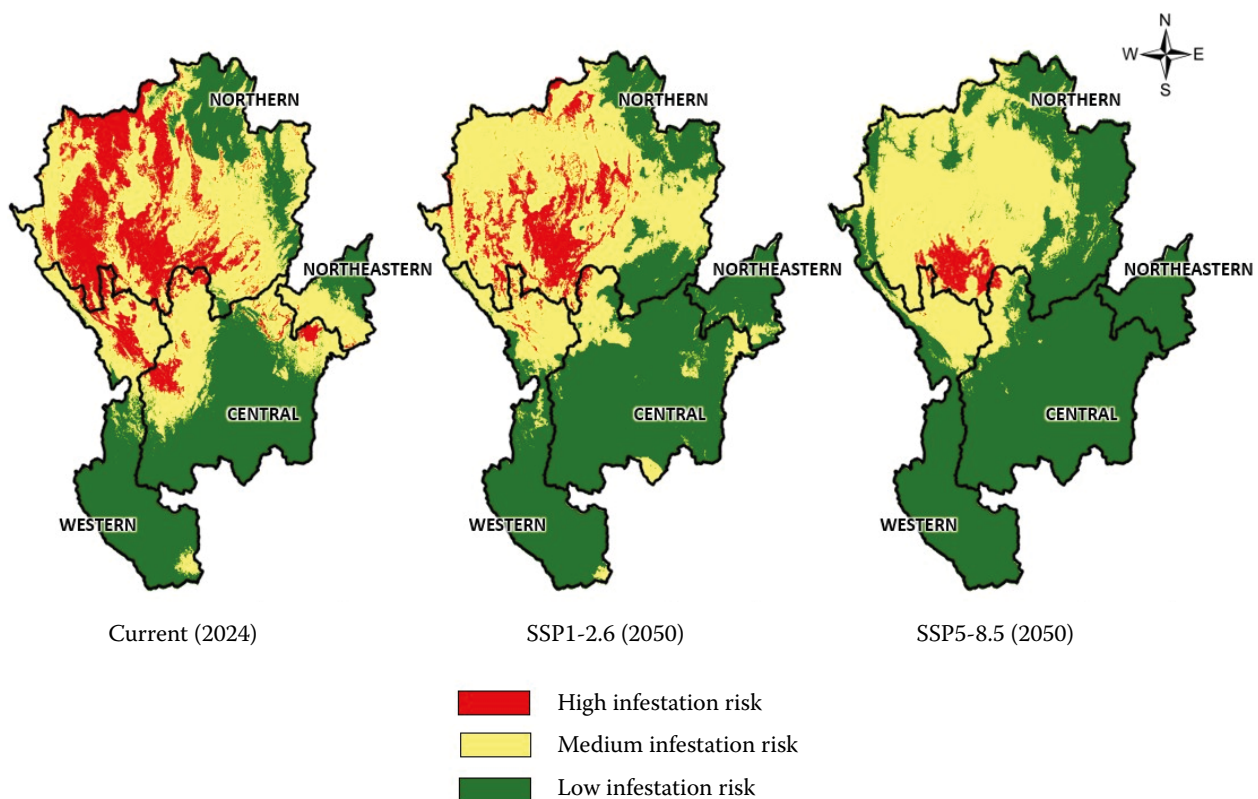 N
W E
S
NORTHERN
NORTHERN
NORTHERN
NORTHEASTERN
NORTHEASTERN
NORTHEASTERN
CENTRAL
CENTRAL
CENTRAL
WESTERN
WESTERN
WESTERN
Current (2024)
SSP1-2.6 (2050)
SSP5-8.5 (2050)
High infestation risk
Medium infestation risk
Low infestation risk